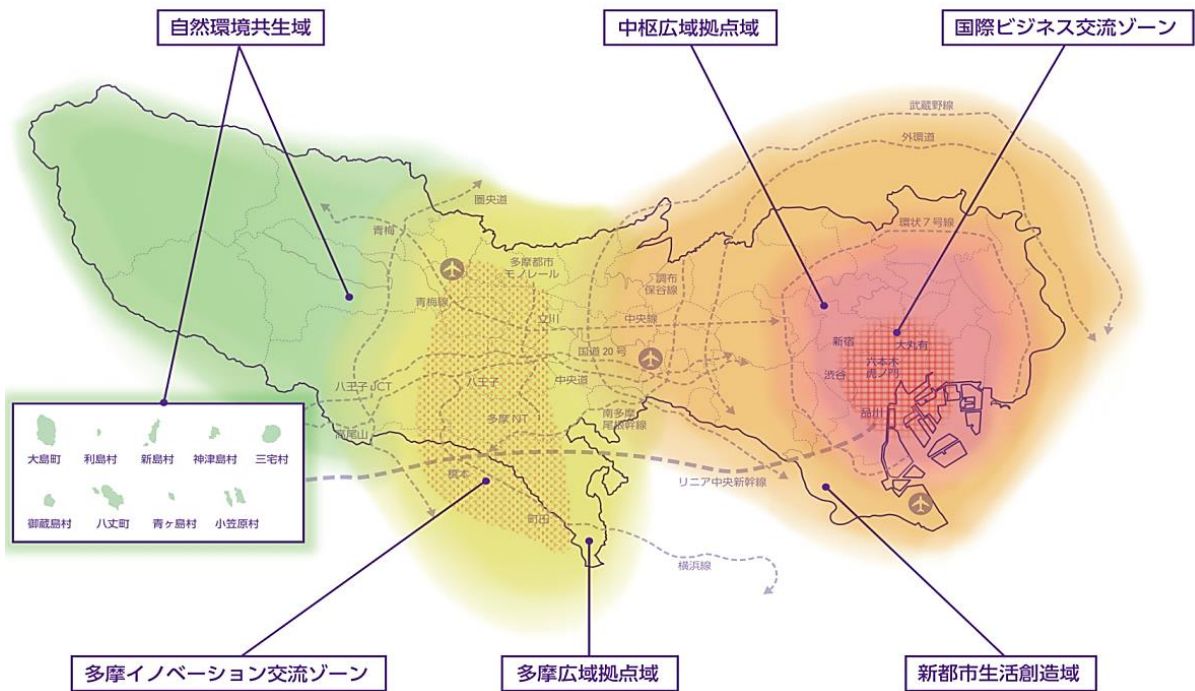 自然環境共生域
中枢広域拠点域
国際ビジネス交流ゾーン
武蔵野線
外環道
圏央道
環状7号線
青梅
多摩都市
モノレール
調布
保谷線
青梅線
立川
中央線
新宿
大丸有
国道20号
六本木
虎ノ門
八王子JCT
八王子
中央道
渋谷
多摩NT
南多摩
尾根幹線
品川
高尾山
大島町
利島村
新島村
神津島村
三宅村
橋本
リニア中央新幹線
御蔵島村
八丈町
青ヶ島村
小笠原村
町田
横浜線
多摩イノベーション交流ゾーン
多摩広域拠点域
新都市生活創造域